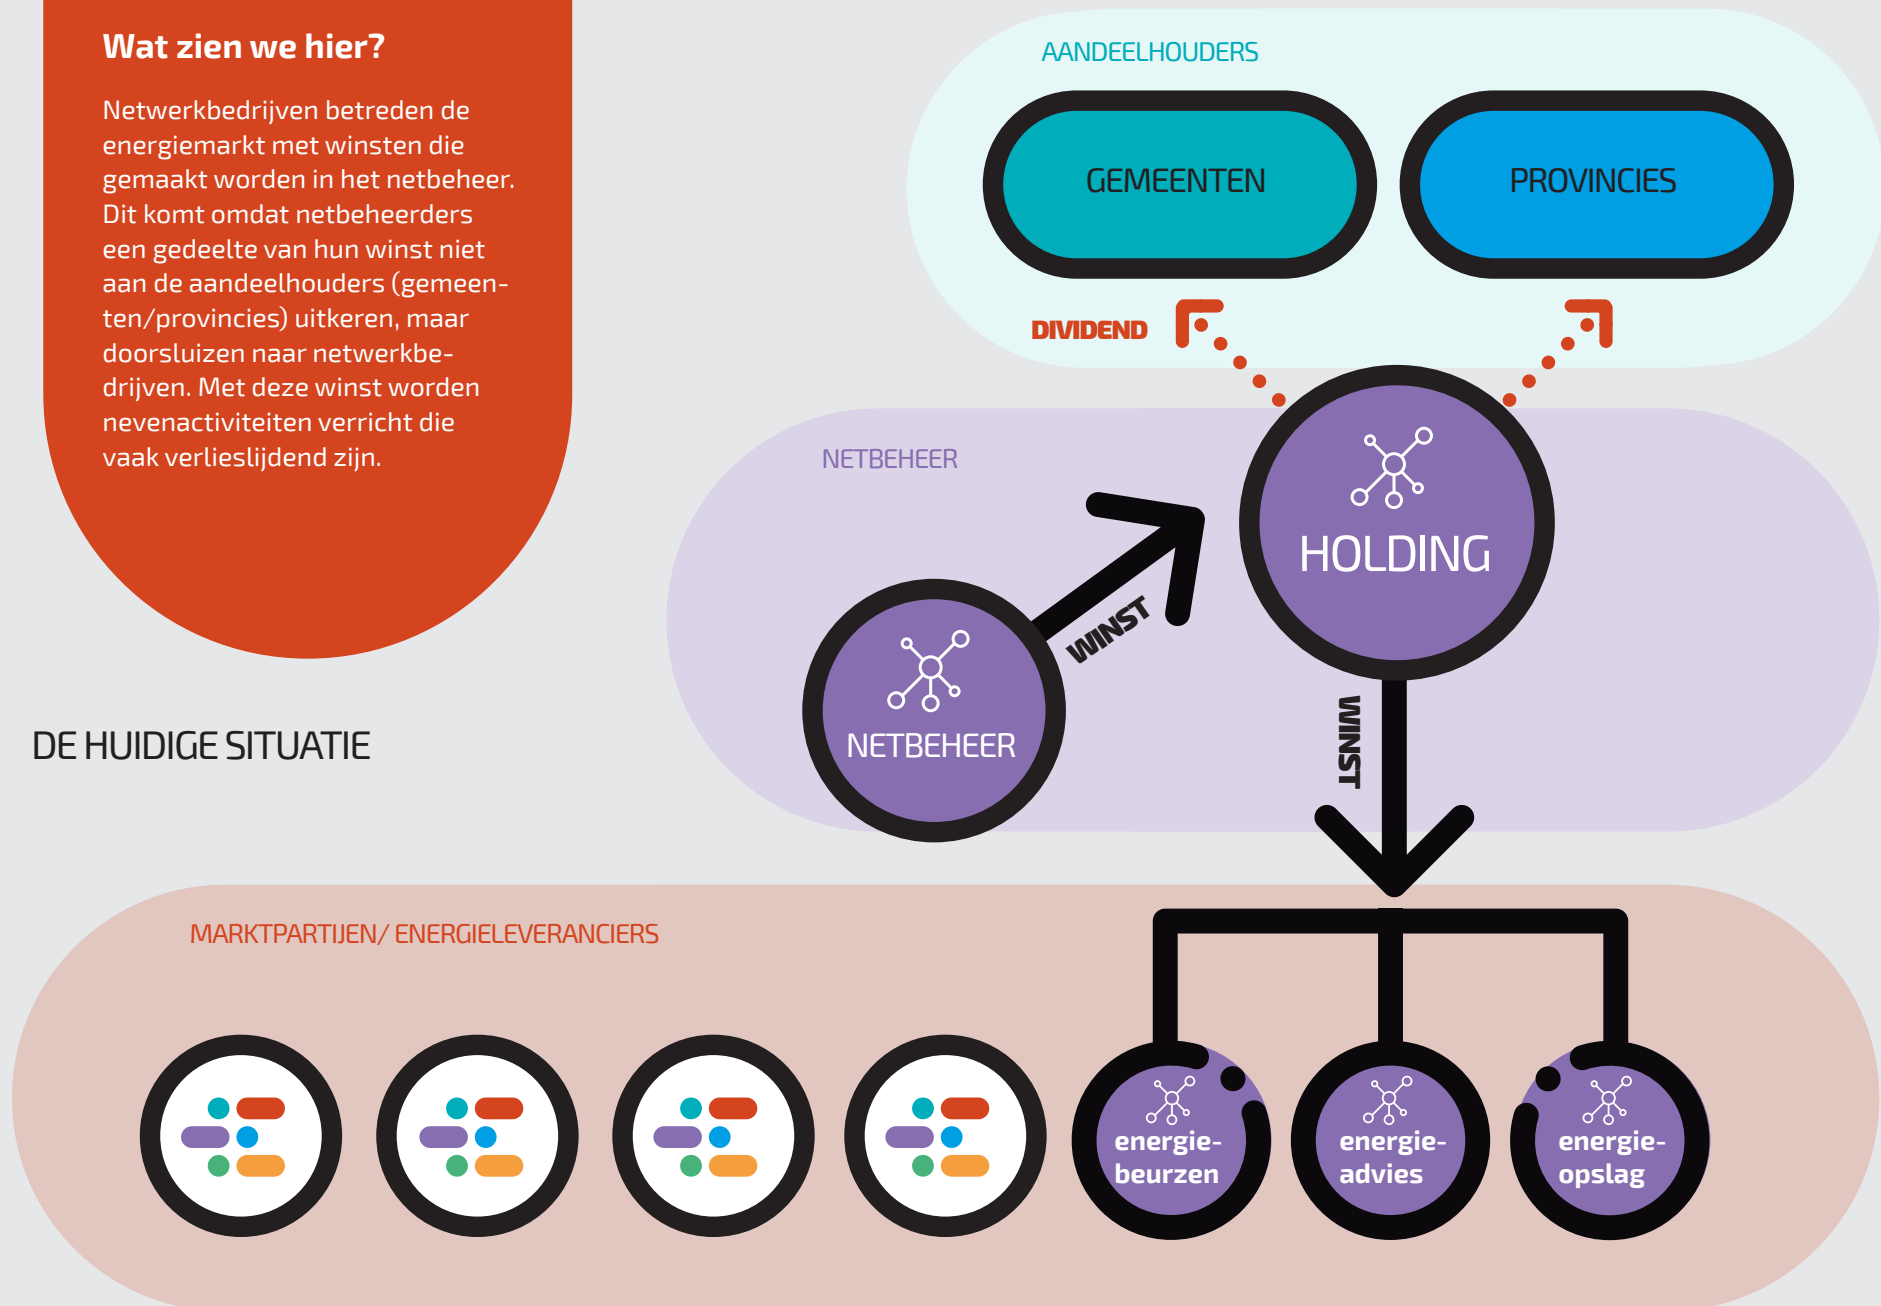 Wat zien we hier?
Netwerkbedrijven betreden de
energiemarkt met winsten die
gemaakt worden in het netbeheer.
Dit komt omdat netbeheerders
een gedeelte van hun winst niet
aan de aandeelhouders (gemeen-
ten/provincies) uitkeren, maar
doorsluizen naar netwerkbe-
drijven. Met deze winst worden
nevenactiviteiten verricht die
vaak verlieslijdend zijn.
DE HUIDIGE SITUATIE
AANDEELHOUDERS
GEMEENTEN
PROVINCIES
DIVIDEND
NETBEHEER
HOLDING
WINST
NETBEHEER
WINST
MARKTPARTIJEN/ ENERGIELEVERANCIERS
energie-
beurzen
energie-
advies
energie-
opslag